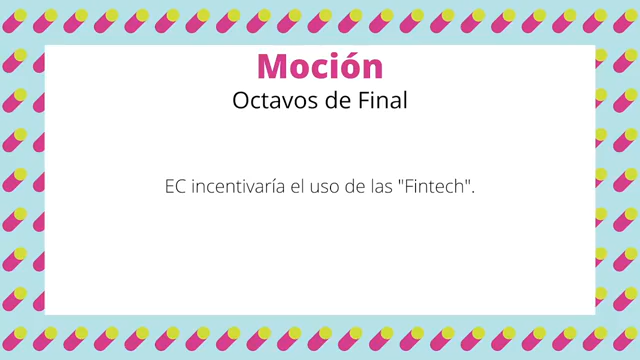 Moción
Octavos de Final
EC incentivaría el uso de las "Fintech".